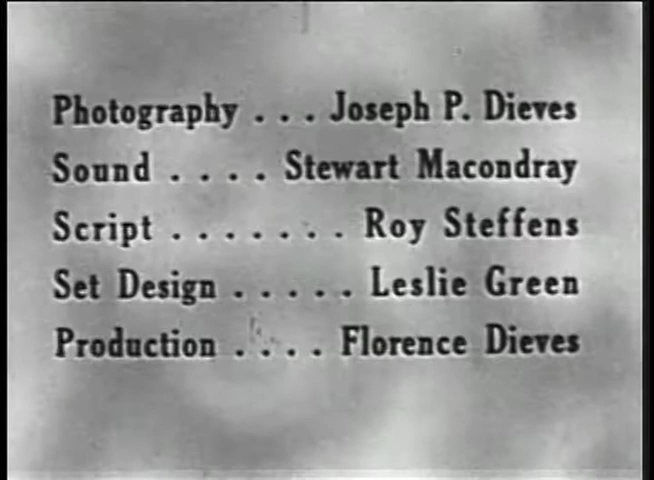 Photography . . . Joseph P. Dieves
Sound . . . . Stewart Macondray
Script . . . . . . . Roy Steffens
Set Design . . . . . Leslie Green
Production . . . . Florence Dieves